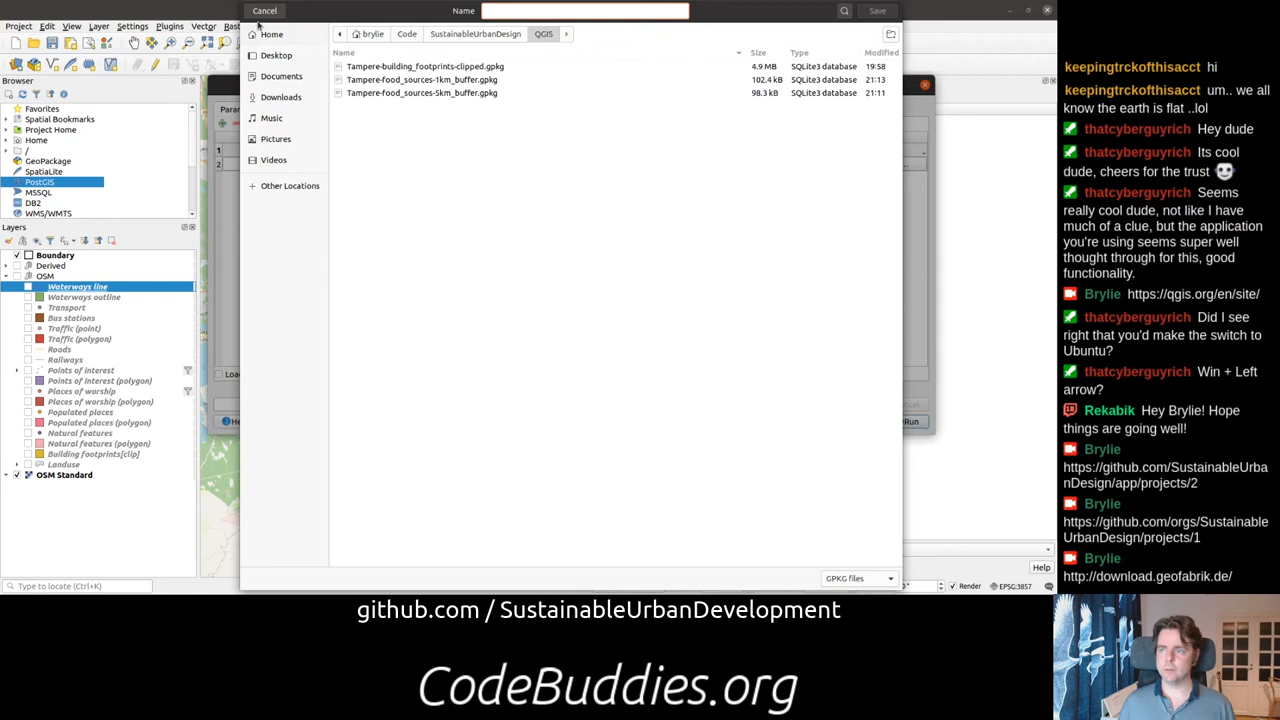 Cancel
Name
Save
Project Edit View Layer Settings Plugins Vector Ras
Home
Code
SustainableUrbanDesign
QGIS
Home
Desktop
Documents
Downloads
Music
Pictures
Videos
Other Locations
Name Size Type Modified
Tampere-building_footprints-clipped.gpkg 4.9 MB SQLite3 database 19:58
Tampere-food_sources-1km_buffer.gpkg 102.4 kB SQLite3 database 21:13
Tampere-food_sources-5km_buffer.gpkg 98.3 kB SQLite3 database 21:11
GPKG files
Browser
Favorites
Spatial Bookmarks
Project Home
Home
/
GeoPackage
SpatiaLite
PostGIS
MSSQL
DB2
WMS/WMTS
Layers
Boundary
Derived
OSM
Waterways line
Waterways outline
Transport
Bus stations
Traffic (point)
Traffic (polygon)
Roads
Railways
Points of interest
Points of interest (polygon)
Places of worship
Places of worship (polygon)
Populated places
Populated places (polygon)
Natural features
Natural features (polygon)
Building footprints[clip]
Landuse
OSM Standard
Type to locate (Ctrl+K)
Para
1
2
Loa
He
Run
Help
Render
EPSG:3857
keepingtrckofthisacct hi
keepingtrckofthisacct um.. we all
know the earth is flat ..lol
thatcyberguyrich Hey dude
thatcyberguyrich Its cool
dude, cheers for the trust
thatcyberguyrich Seems
really cool dude, not like I have
much of a clue, but the application
you're using seems super well
thought through for this, good
functionality.
Brylie https://qgis.org/en/site/
thatcyberguyrich Did I see
right that you'd make the switch to
Ubuntu?
thatcyberguyrich Win + Left
arrow?
Rekabik Hey Brylie! Hope
things are going well!
Brylie
https://github.com/SustainableUrba
nDesign/app/projects/2
Brylie
https://github.com/orgs/Sustainable
UrbanDesign/projects/1
Brylie
http://download.geofabrik.de/
github.com / SustainableUrbanDevelopment
CodeBuddies.org